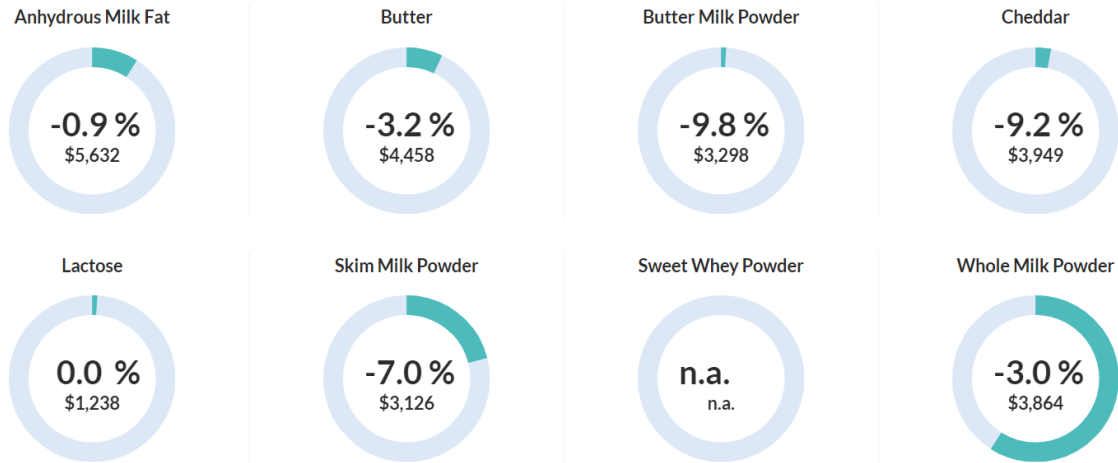 Anhydrous Milk Fat
-0.9 %
$5,632
Butter
-3.2 %
$4,458
Butter Milk Powder
-9.8 %
$3,298
Cheddar
-9.2 %
$3,949
Lactose
0.0 %
$1,238
Skim Milk Powder
-7.0 %
$3,126
Sweet Whey Powder
n.a.
n.a.
Whole Milk Powder
-3.0 %
$3,864